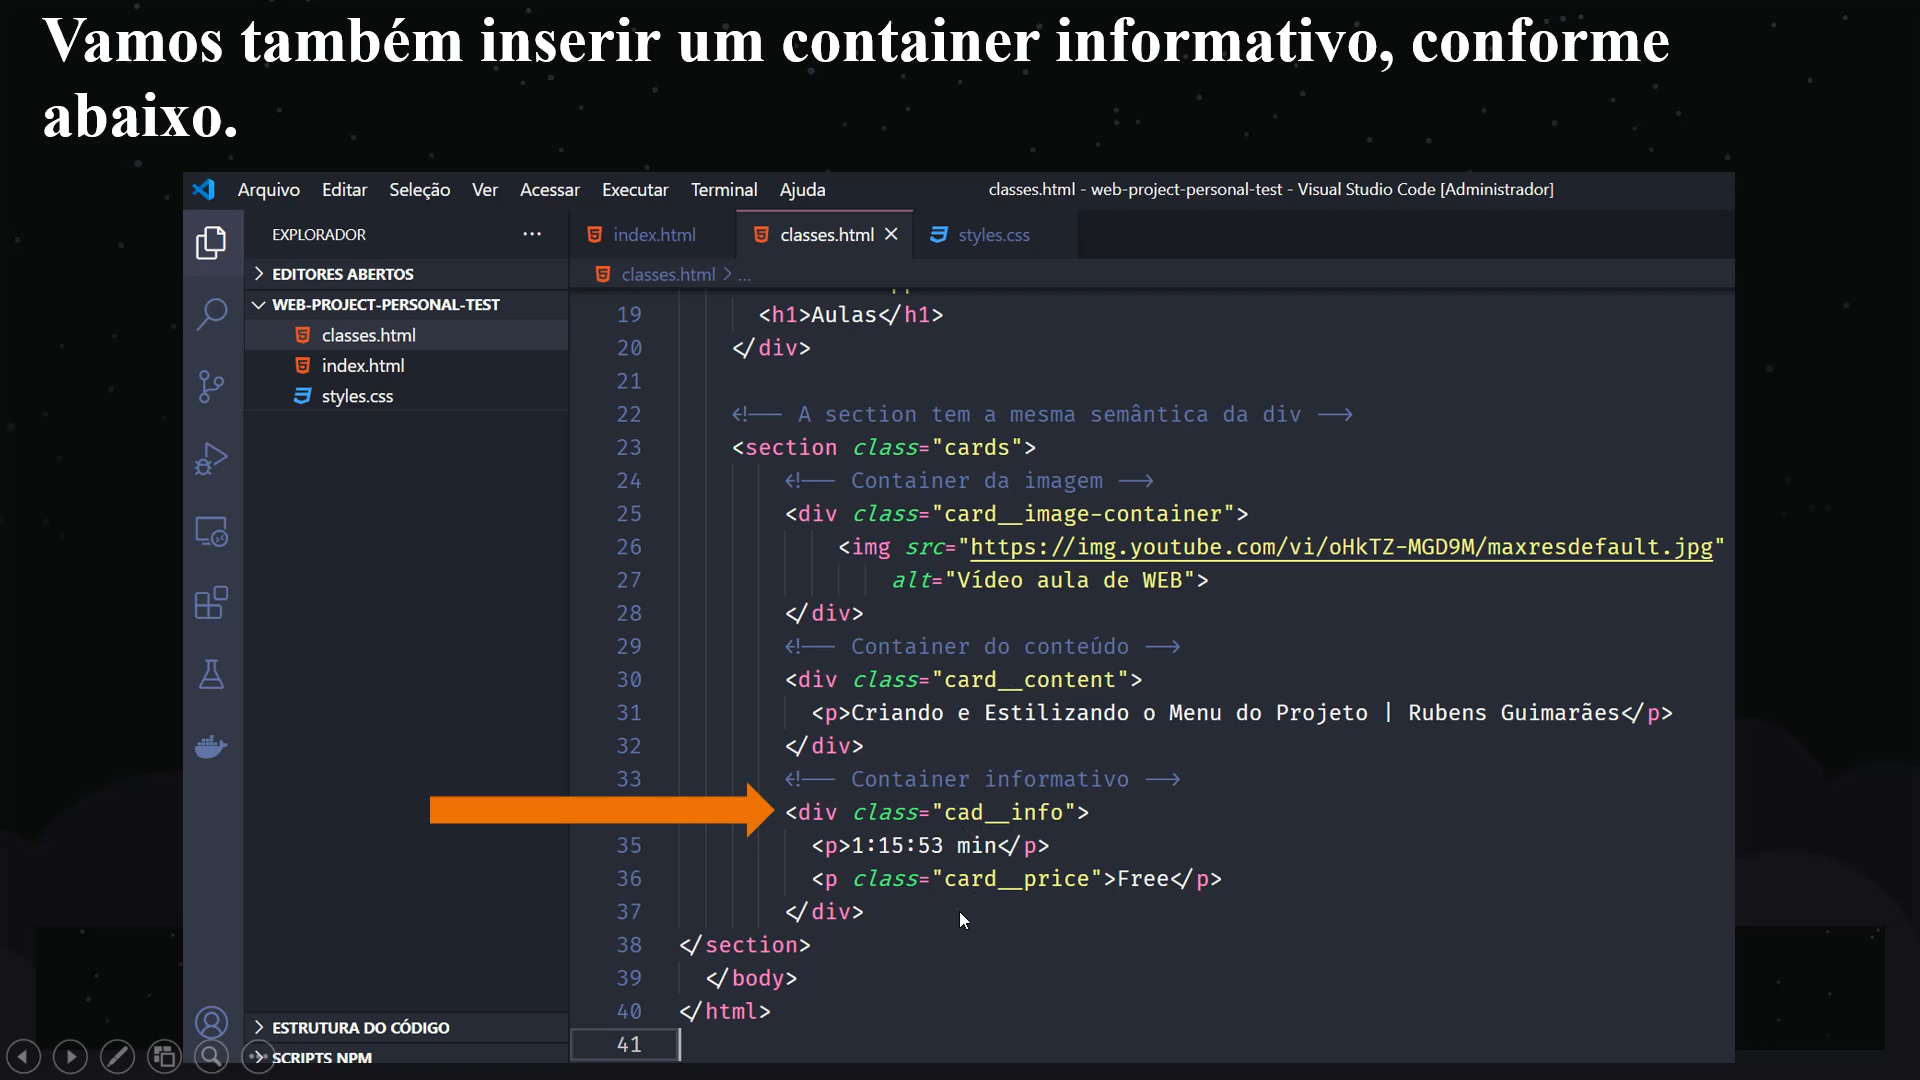 Vamos também inserir um container informativo, conforme
abaixo.
Arquivo Editar Seleção Ver Acessar Executar Terminal Ajuda classes.html - web-project-personal-test - Visual Studio Code [Administrador]
EXPLORADOR ···
EDITORES ABERTOS
WEB-PROJECT-PERSONAL-TEST
classes.html
index.html
styles.css
ESTRUTURA DO CÓDIGO
SCRIPTS NPM
index.html classes.html × styles.css
classes.html > ...
19 <h1>Aulas</h1>
20 </div>
21
22 <!-- A section tem a mesma semântica da div -->
23 <section class="cards">
24 <!-- Container da imagem -->
25 <div class="card__image-container">
26 <img src="https://img.youtube.com/vi/oHkTZ-MGD9M/maxresdefault.jpg"
27 alt="Vídeo aula de WEB">
28 </div>
29 <!-- Container do conteúdo -->
30 <div class="card__content">
31 <p>Criando e Estilizando o Menu do Projeto | Rubens Guimarães</p>
32 </div>
33 <!-- Container informativo -->
<div class="cad__info">
35 <p>1:15:53 min</p>
36 <p class="card__price">Free</p>
37 </div>
38 </section>
39 </body>
40 </html>
41